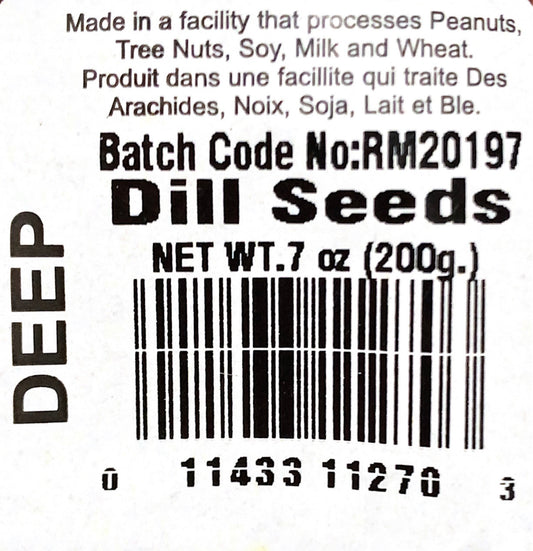 Made in a facility that processes Peanuts,
Tree Nuts, Soy, Milk and Wheat.
Produit dans une facillite qui traite Des
Arachides, Noix, Soja, Lait et Ble.
Batch Code No:RM20197
Dill Seeds
NET WT.7 oz (200g.)
DEEP
0 11433 11270 3